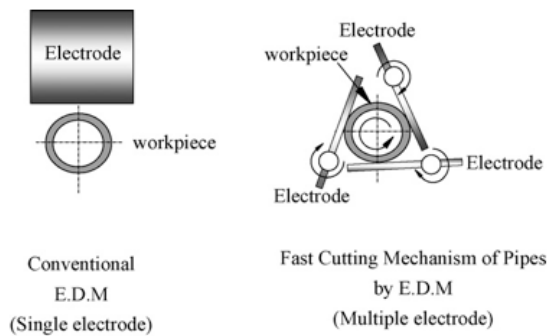 Electrode
workpiece
Conventional
E.D.M
(Single electrode)
Electrode
workpiece
Electrode
Electrode
Fast Cutting Mechanism of Pipes
by E.D.M
(Multiple electrode)